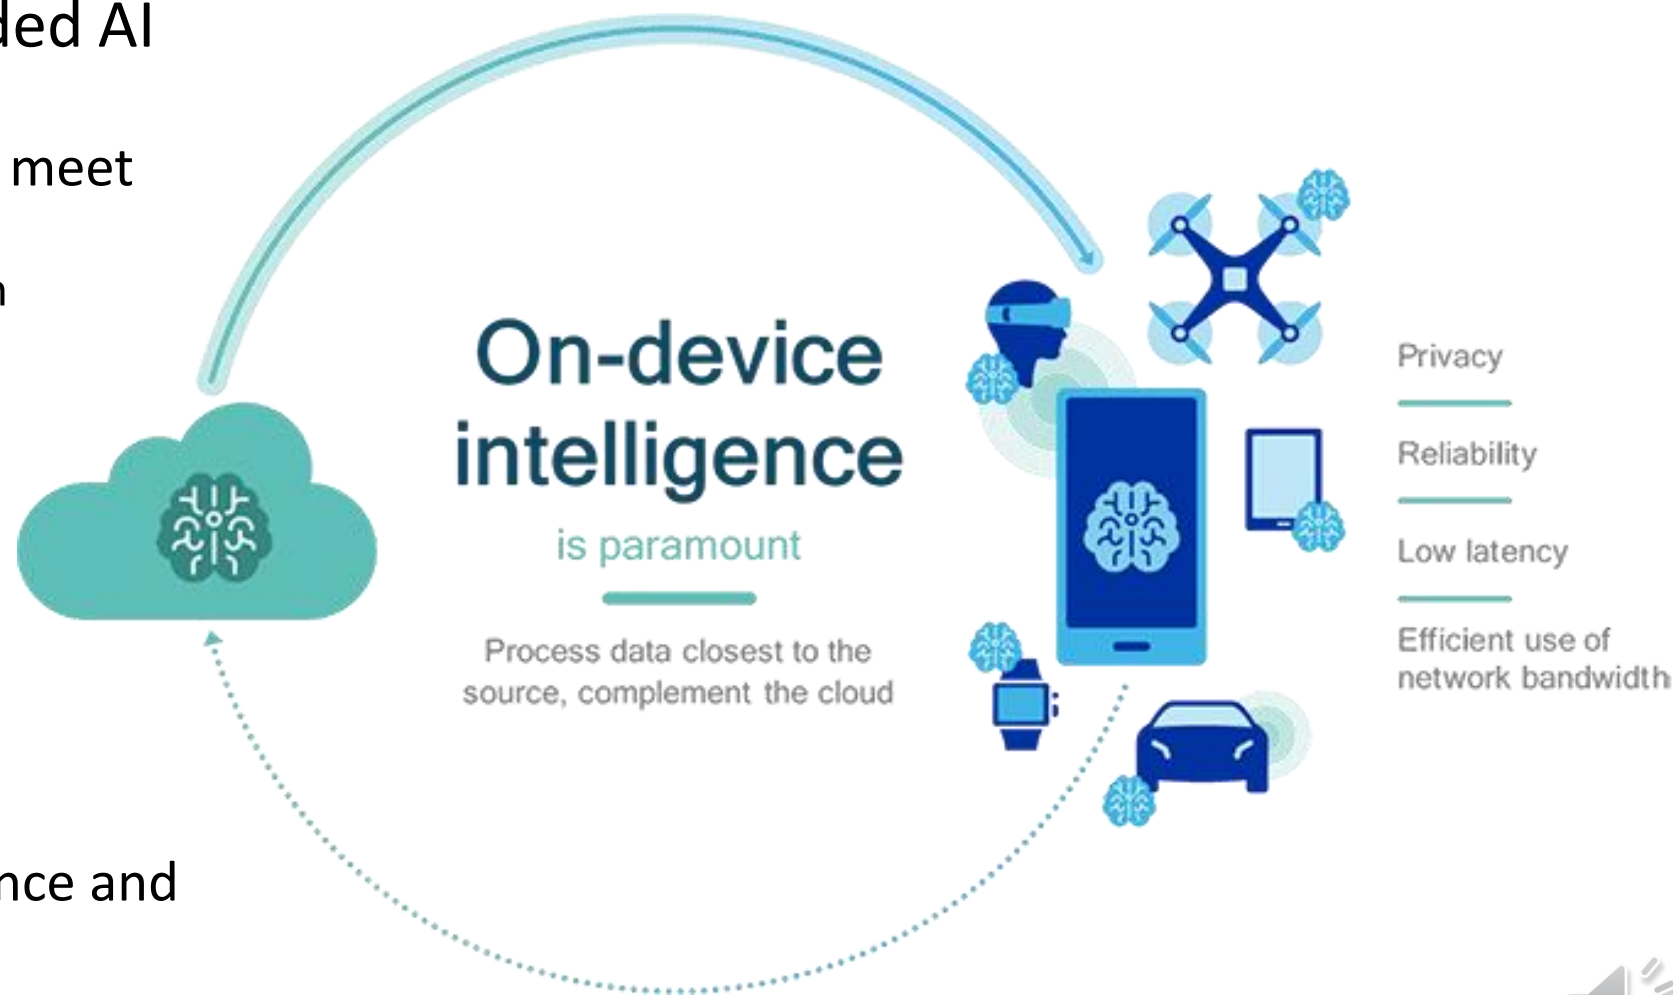 ded AI
meet
On-device
intelligence
is paramount
Process data closest to the
source, complement the cloud
Privacy
Reliability
Low latency
Efficient use of
network bandwidth
nce and